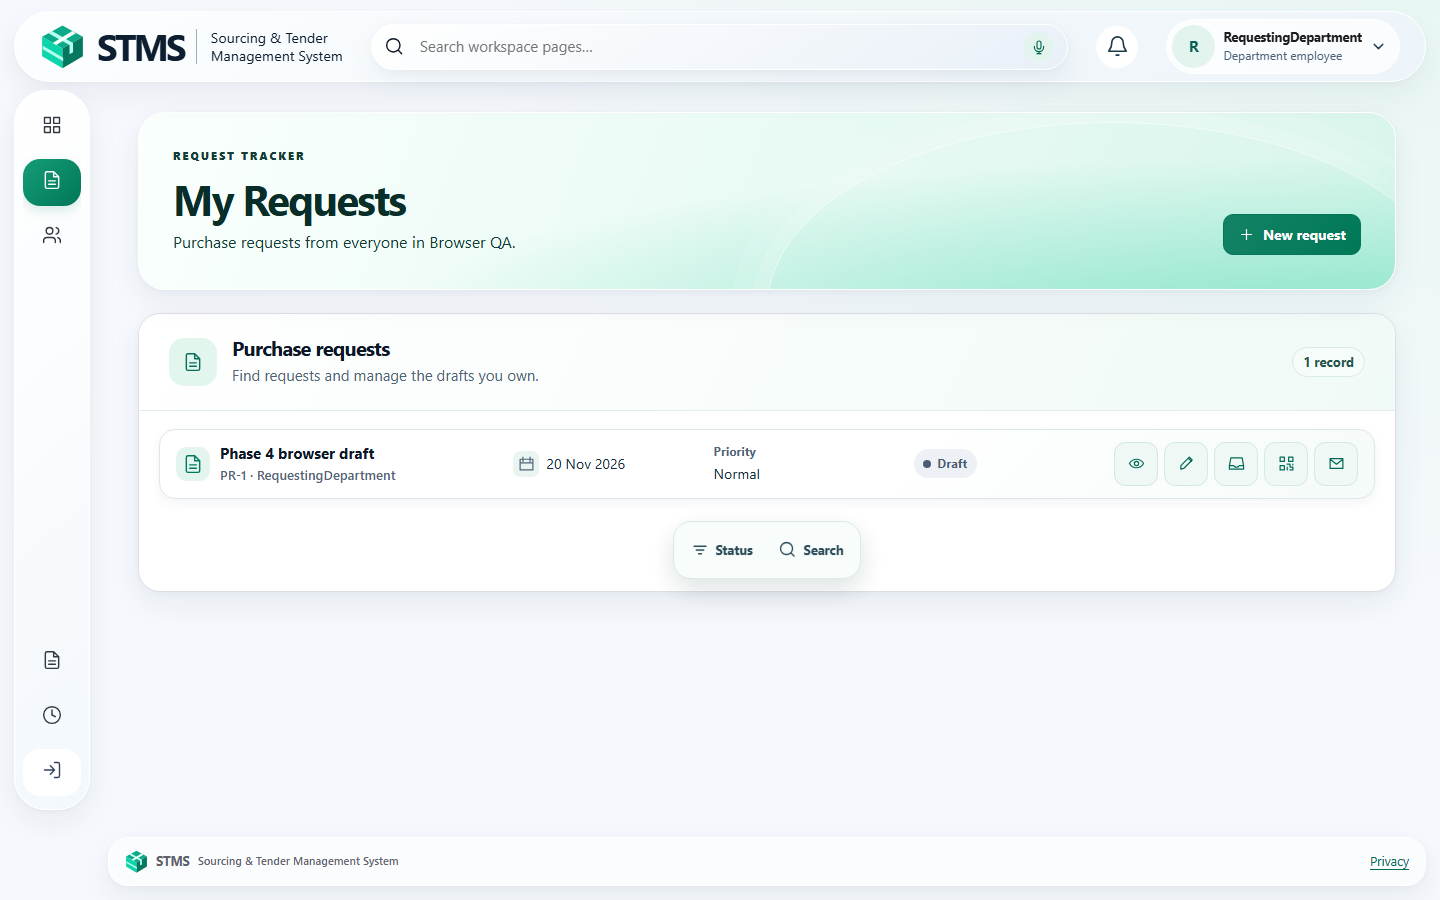 STMS
Sourcing & Tender
Management System
Search workspace pages...
R
RequestingDepartment
Department employee
REQUEST TRACKER
My Requests
Purchase requests from everyone in Browser QA.
New request
Purchase requests
Find requests and manage the drafts you own.
1 record
Phase 4 browser draft
PR-1 · RequestingDepartment
20 Nov 2026
Priority
Normal
Draft
Status
Search
STMS Sourcing & Tender Management System
Privacy